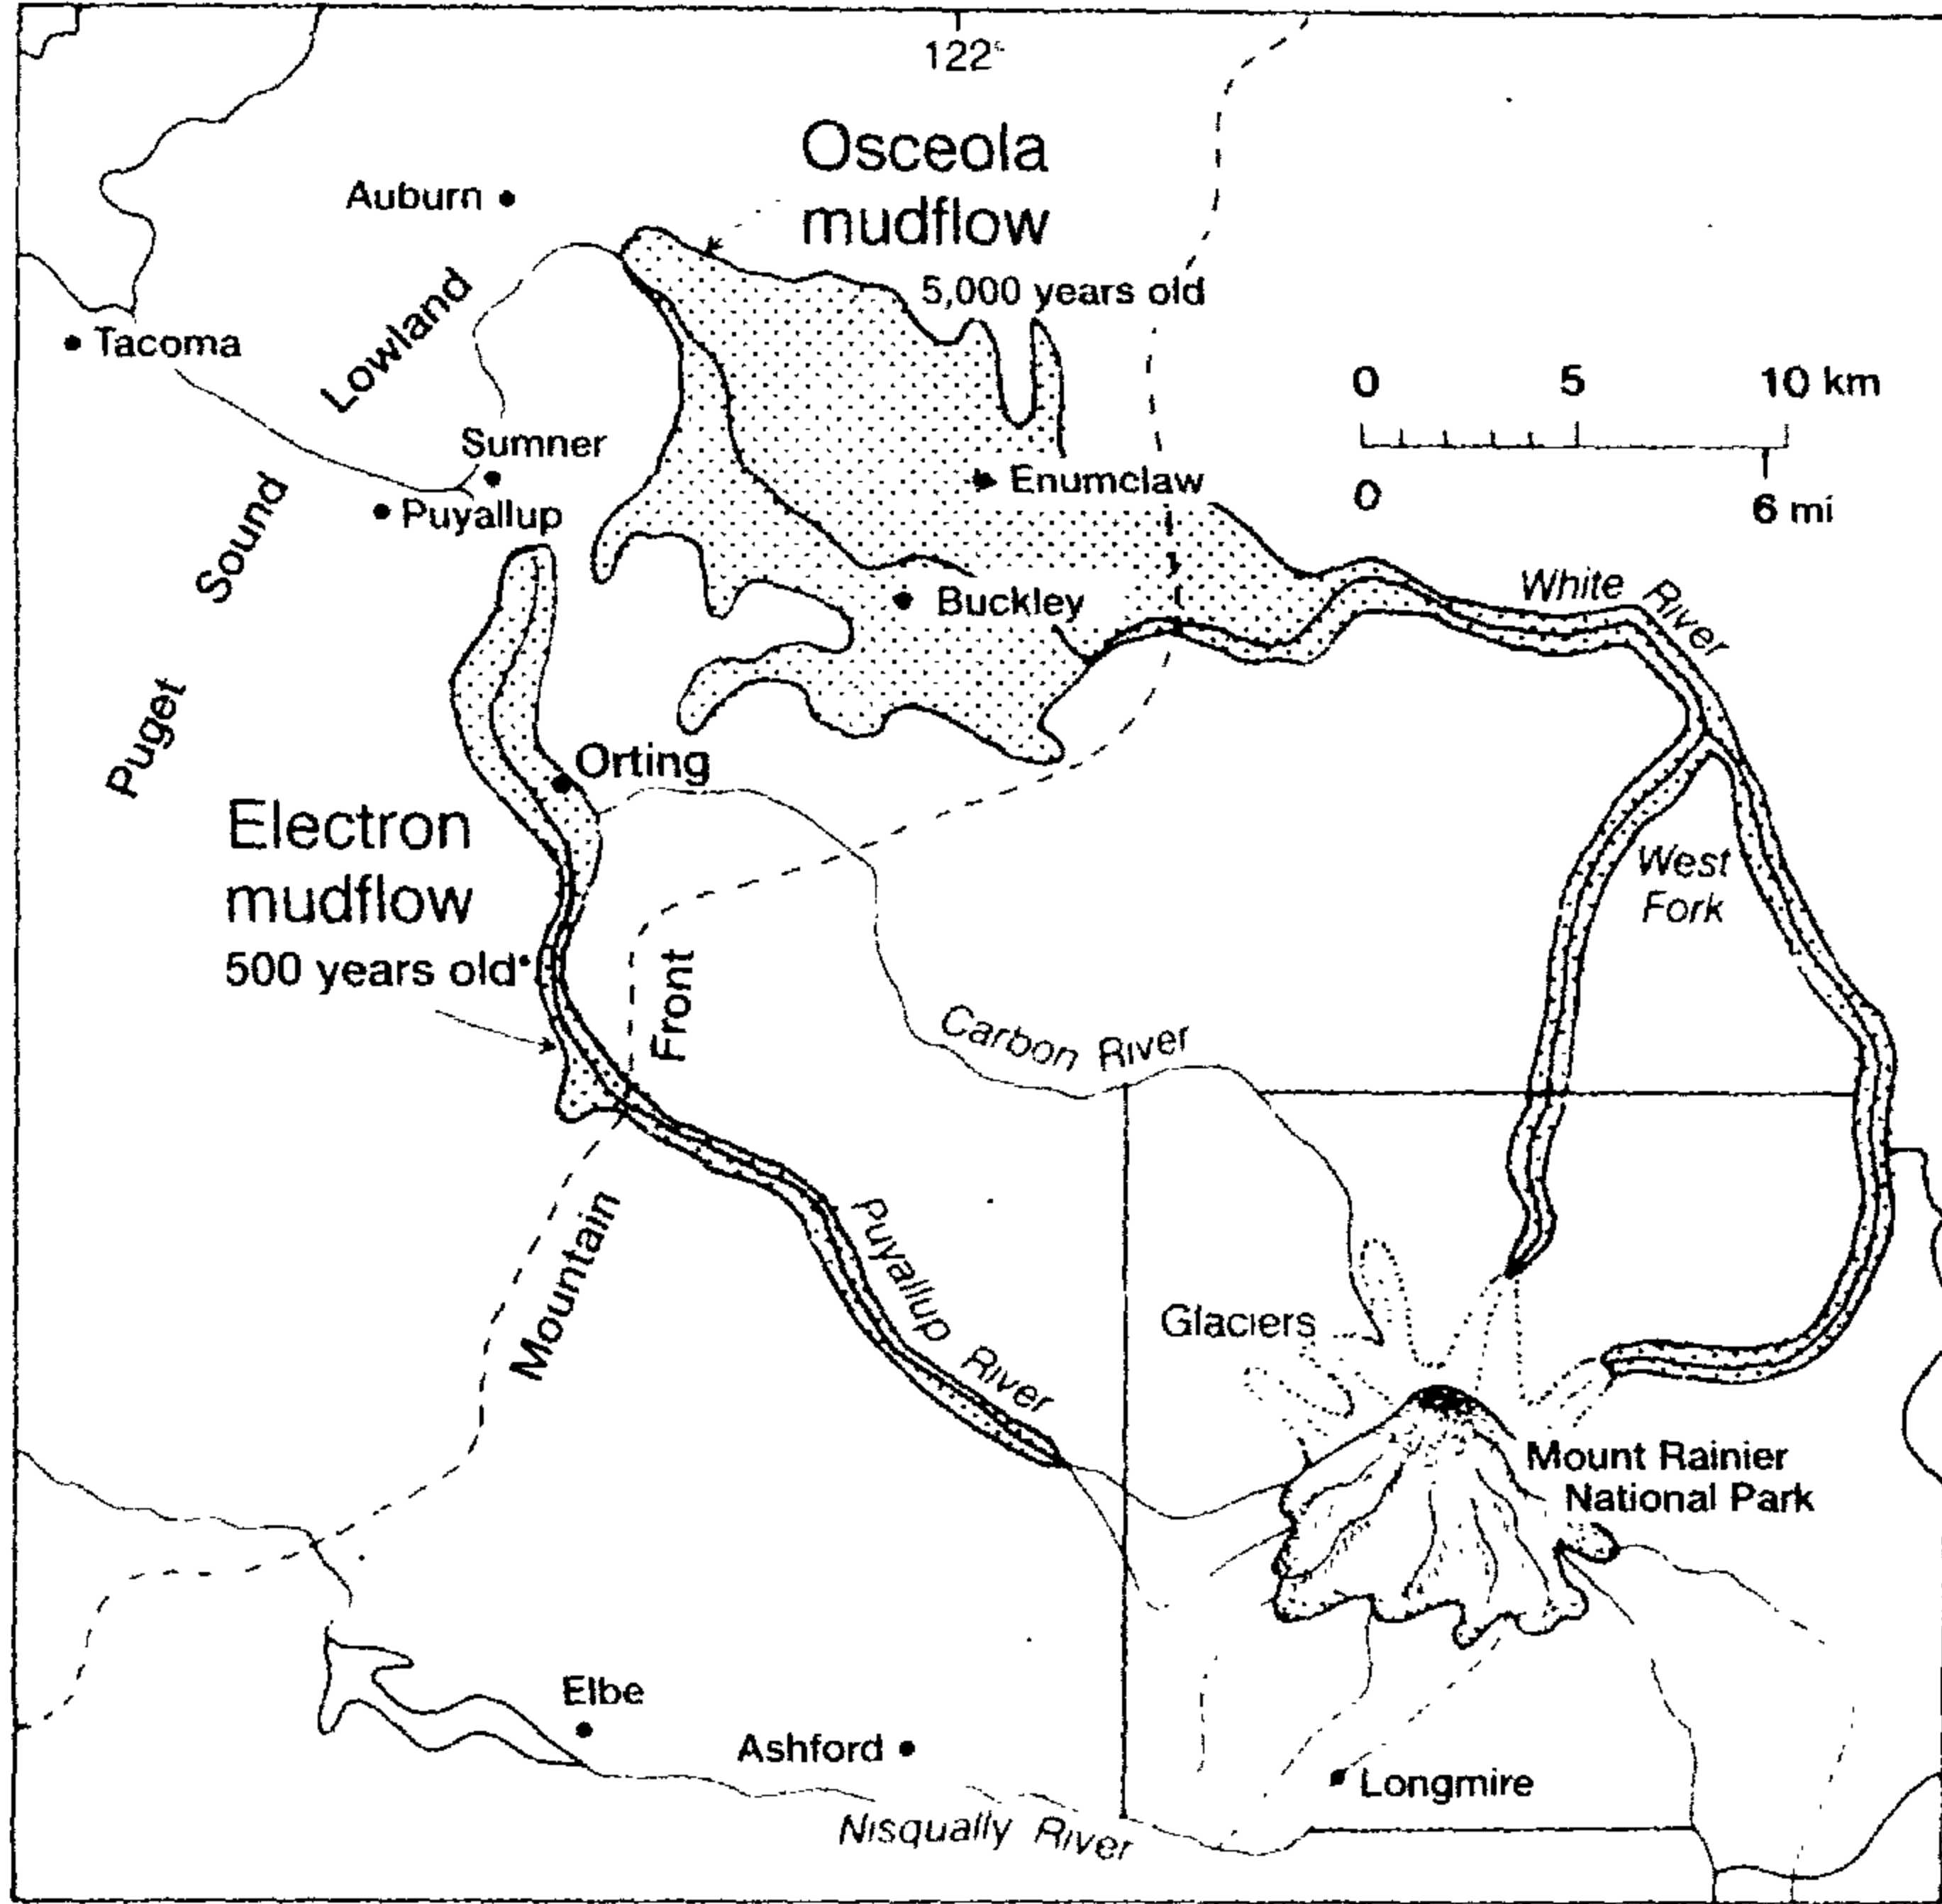 122°
Osceola
mudflow
5,000 years old
Auburn
Tacoma
Lowland
0 5 10 km
0 6 mi
Sumner
Puyallup
Enumclaw
Sound
White River
Buckley
Puget
Orting
Electron
mudflow
500 years old
West
Fork
Front
Carbon River
Puyallup River
Mountain
Glaciers
Mount Rainier
National Park
Elbe
Ashford
Longmire
Nisqually River